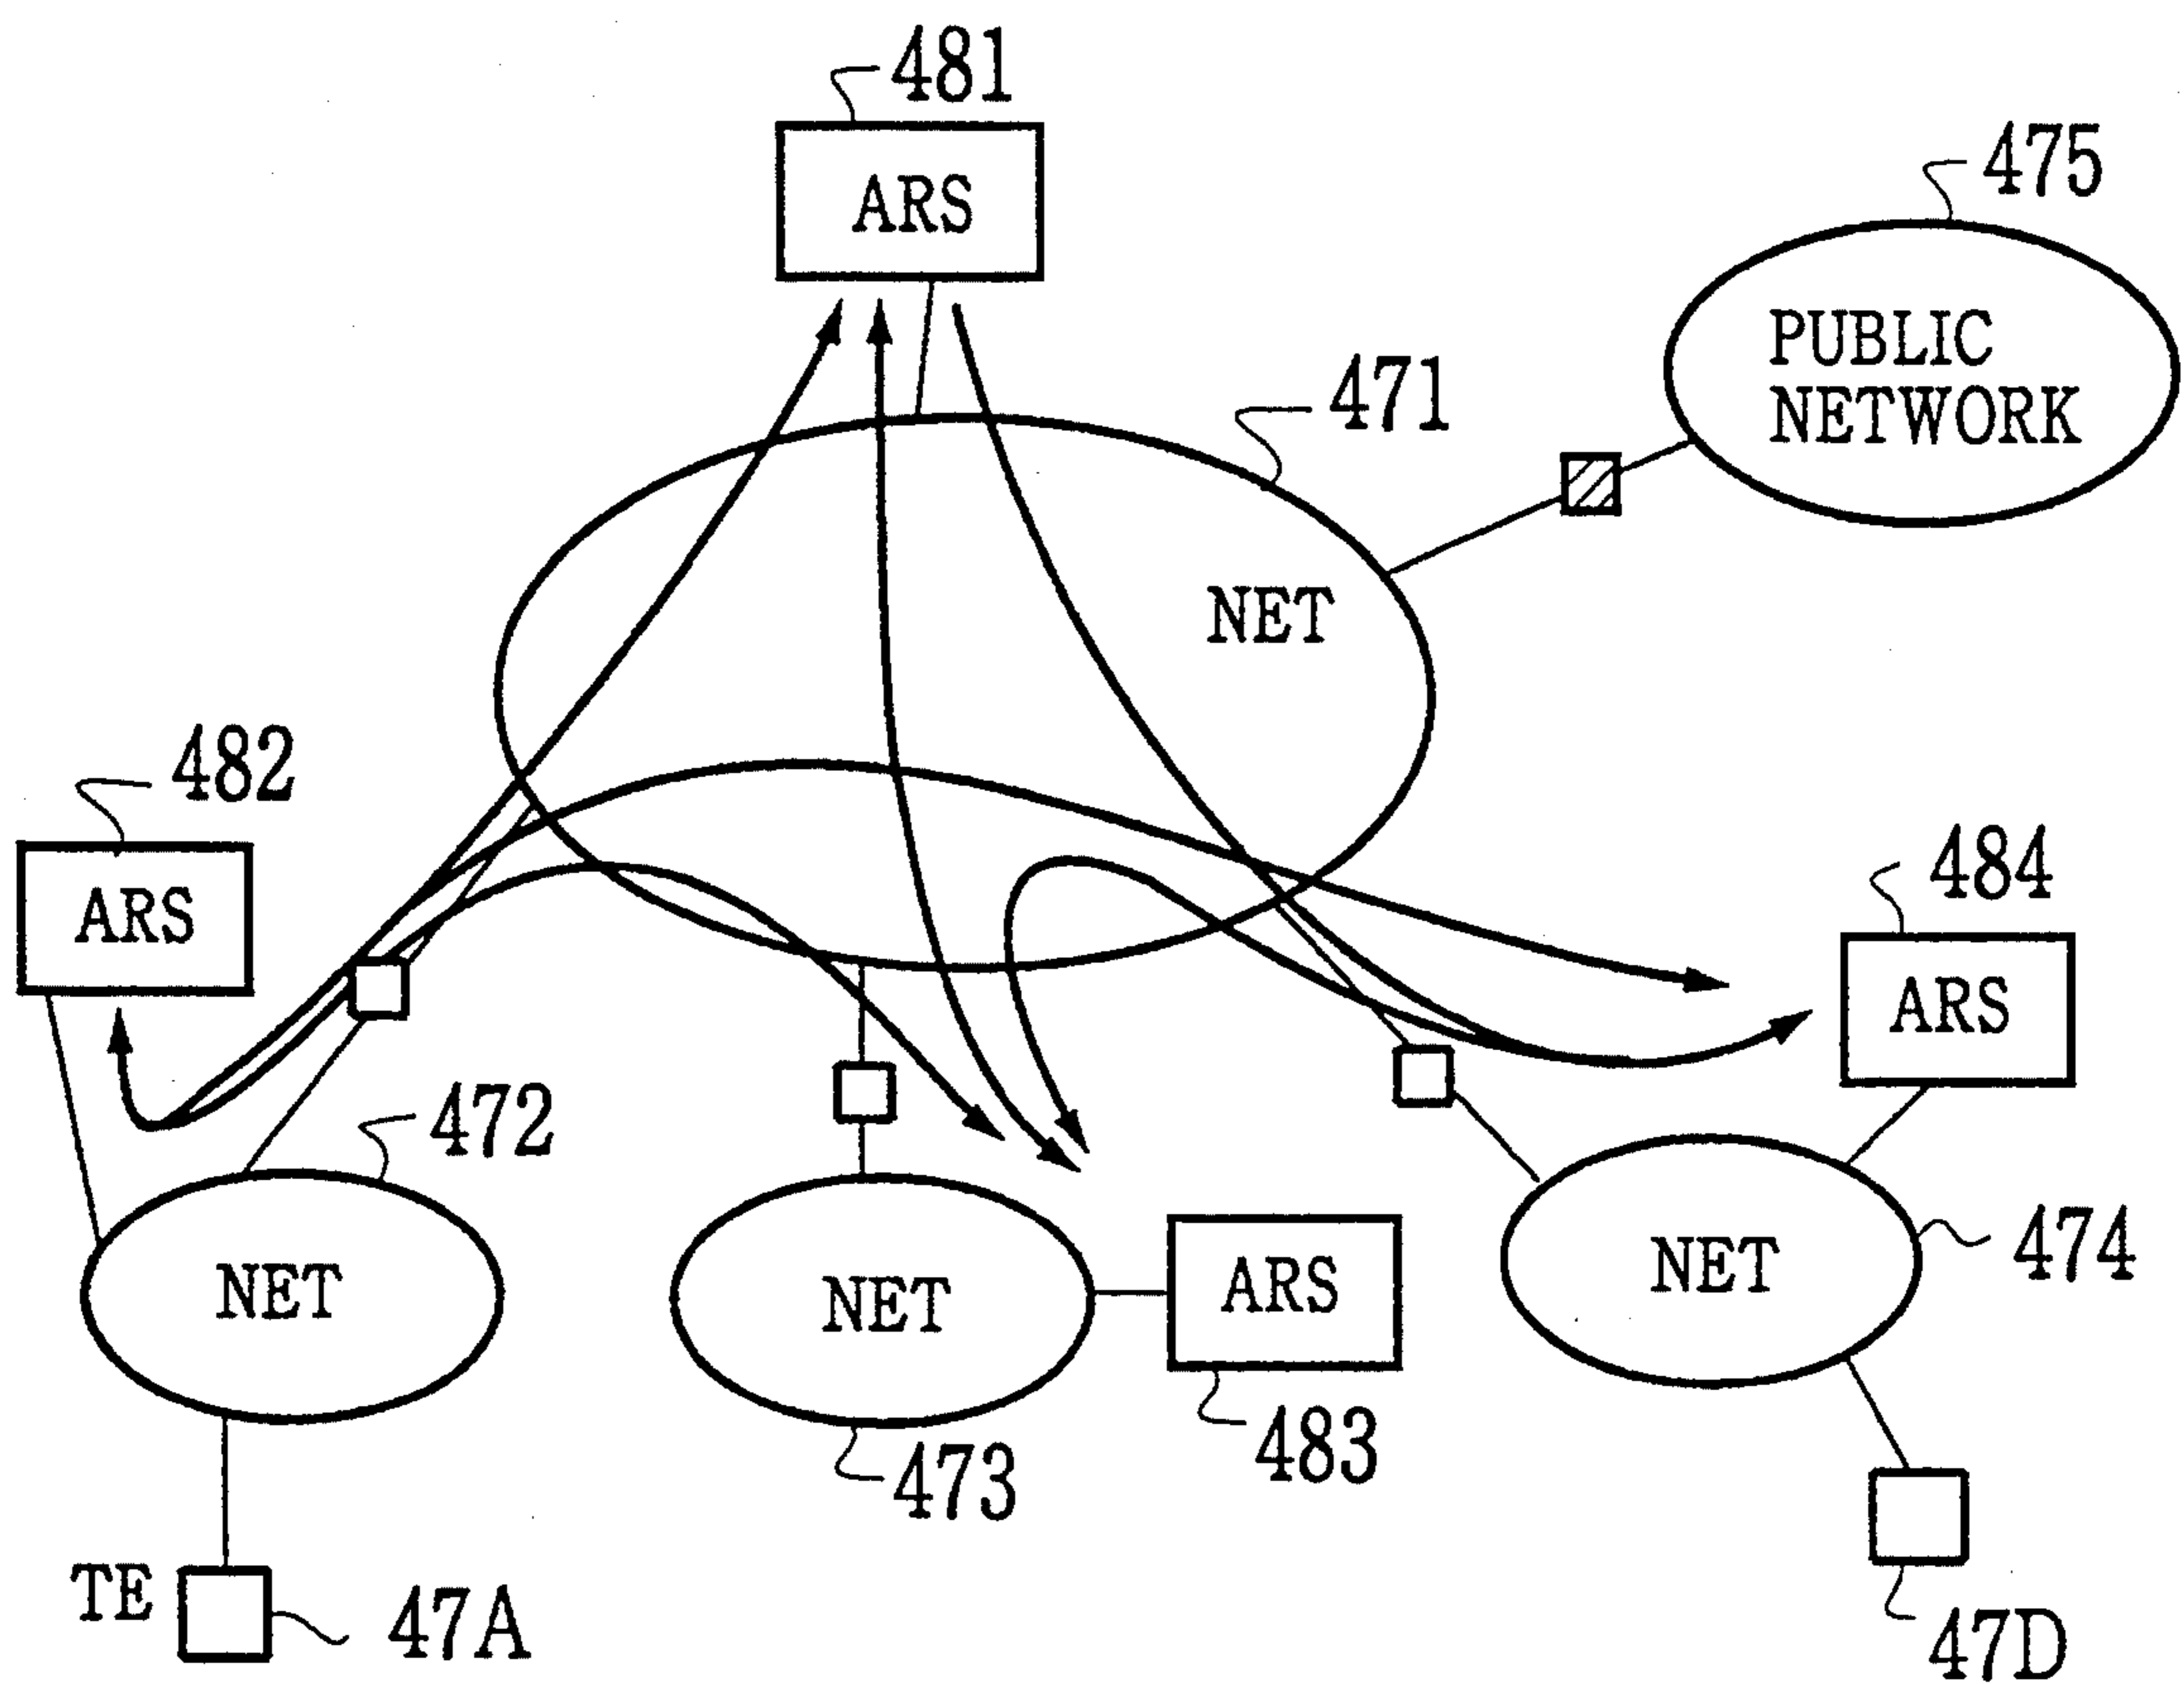 481
ARS
475
PUBLIC
NETWORK
471
NET
482
ARS
484
ARS
472
NET
NET
ARS
NET
474
473
483
TE
47A
47D